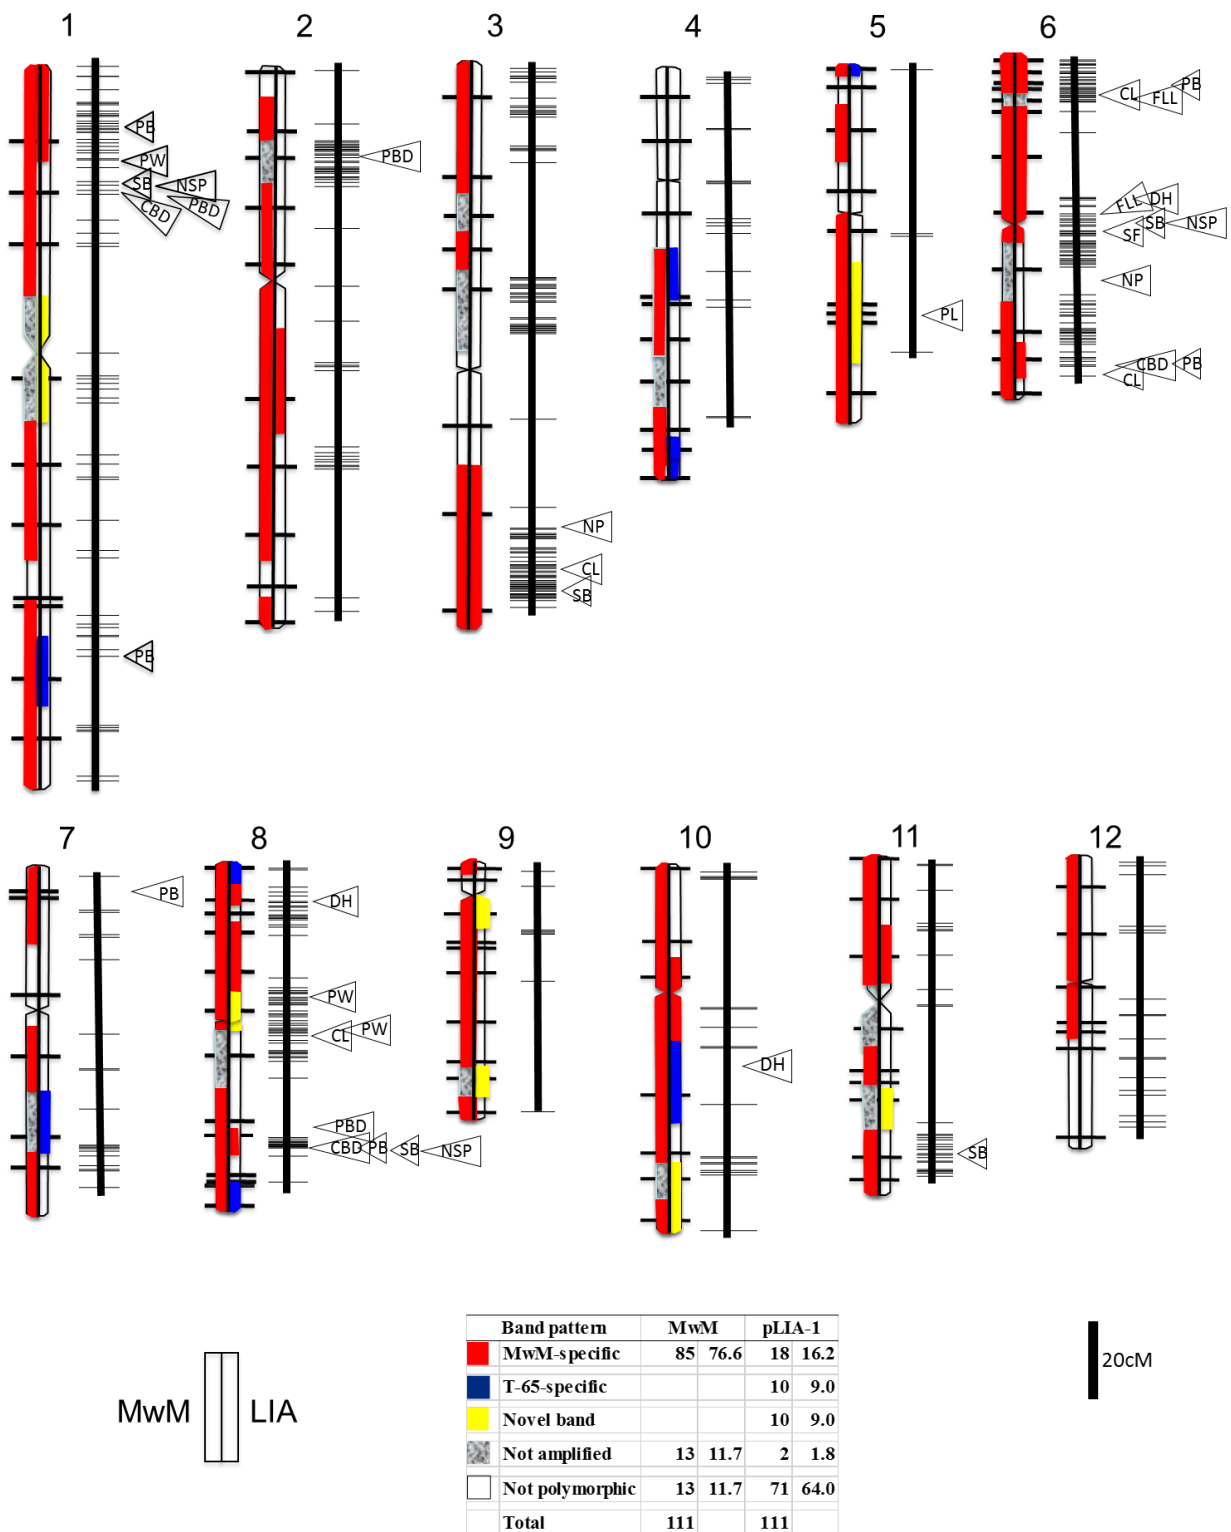 1 2 3 4 5 6
PB
PW
SB NSP
CBD PBD
PB
PBD
NP
CL
SB
PL
CL FLL PB
FLL DH
SF SB NSP
NP
CBD PB
CL
7 8 9 10 11 12
PB
DH
PW
CL PW
PBD
CBD PB SB NSP
DH
SB
MwM LIA
Band pattern MwM pLIA-1
MwM-specific 85 76.6 18 16.2
T-65-specific 10 9.0
Novel band 10 9.0
Not amplified 13 11.7 2 1.8
Not polymorphic 13 11.7 71 64.0
Total 111 111
20cM